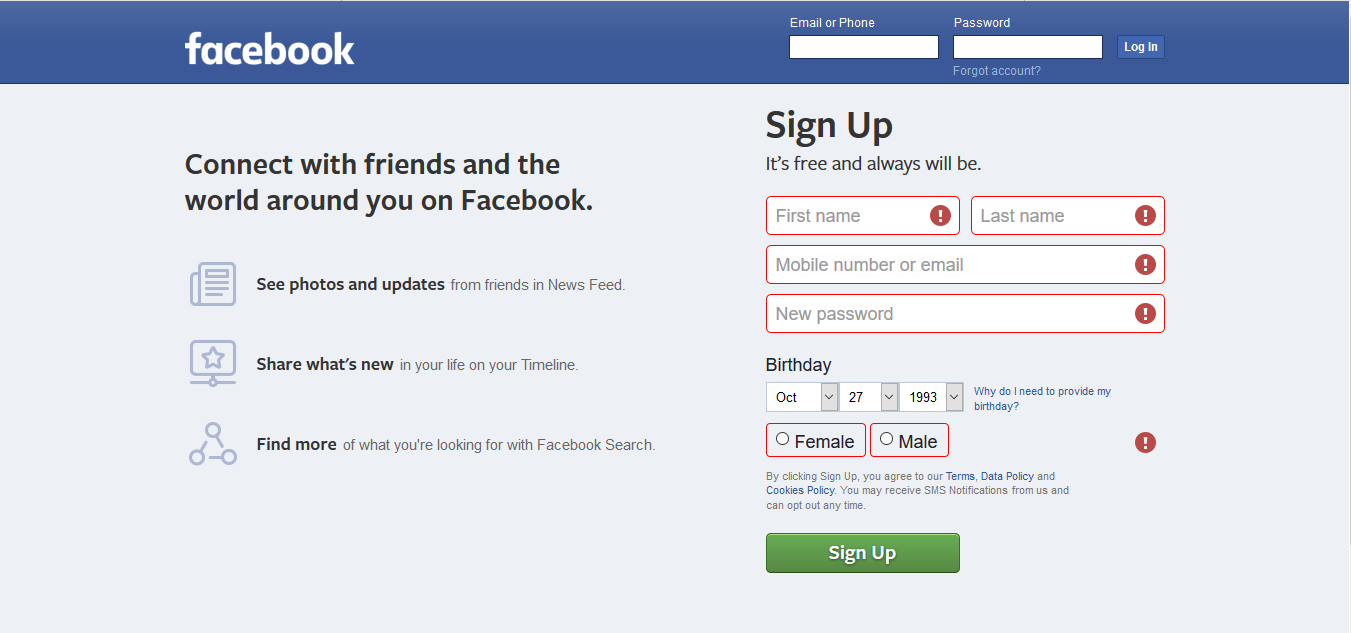 facebook
Email or Phone
Password
Log In
Forgot account?
Connect with friends and the
world around you on Facebook.
See photos and updates from friends in News Feed.
Share what's new in your life on your Timeline.
Find more of what you're looking for with Facebook Search.
Sign Up
It's free and always will be.
First name
Last name
Mobile number or email
New password
Birthday
Oct 27 1993
Why do I need to provide my
birthday?
Female Male
By clicking Sign Up, you agree to our Terms, Data Policy and
Cookies Policy. You may receive SMS Notifications from us and
can opt out any time.
Sign Up